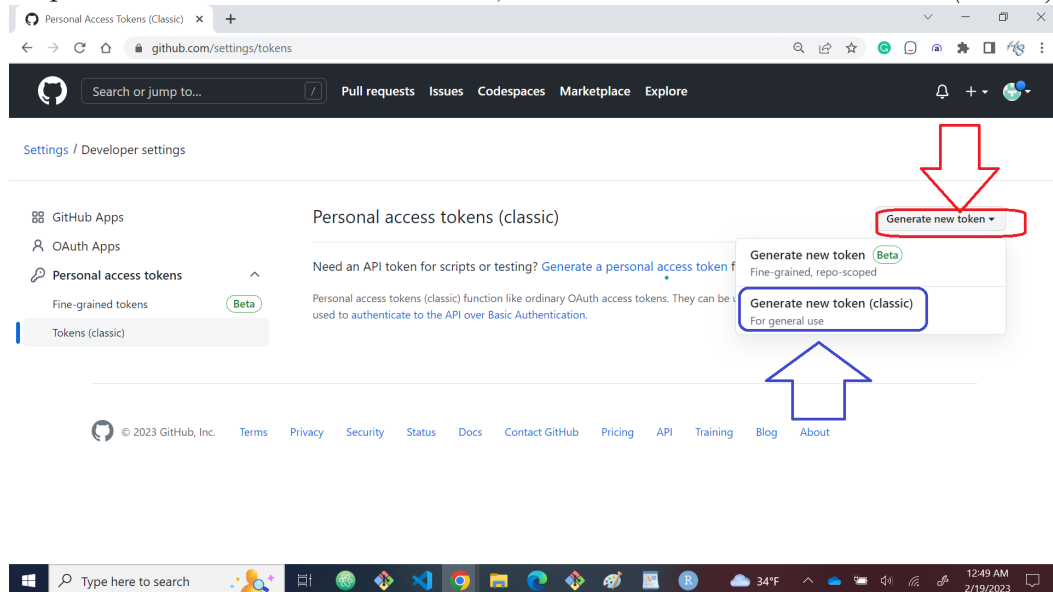 Personal Access Tokens (Classic)
github.com/settings/tokens
Search or jump to...
/
Pull requests Issues Codespaces Marketplace Explore
Settings / Developer settings
GitHub Apps
OAuth Apps
Personal access tokens
Fine-grained tokens Beta
Tokens (classic)
Personal access tokens (classic)
Generate new token
Need an API token for scripts or testing? Generate a personal access token f
Personal access tokens (classic) function like ordinary OAuth access tokens. They can be u
used to authenticate to the API over Basic Authentication.
Generate new token Beta
Fine-grained, repo-scoped
Generate new token (classic)
For general use
© 2023 GitHub, Inc. Terms Privacy Security Status Docs Contact GitHub Pricing API Training Blog About
Type here to search
34°F
12:49 AM
2/19/2023